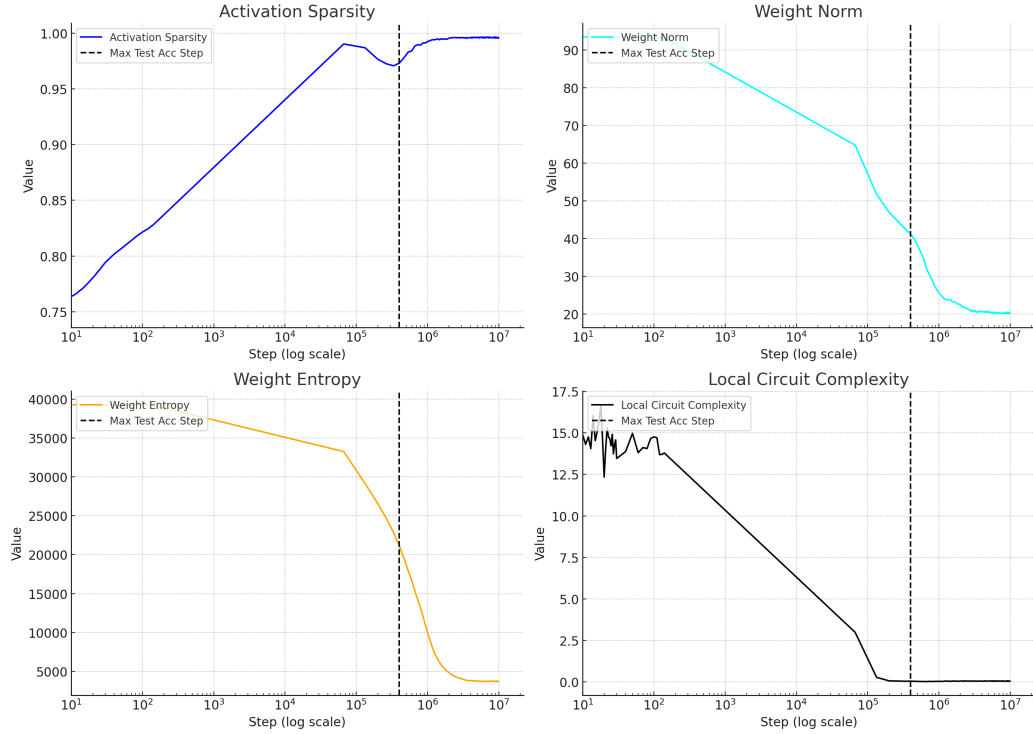 Activation Sparsity
Activation Sparsity
Max Test Acc Step
1.00
0.95
0.90
0.85
0.80
0.75
Value
10¹ 10² 10³ 10⁴ 10⁵ 10⁶ 10⁷
Step (log scale)
Weight Norm
Weight Norm
Max Test Acc Step
90
80
70
60
50
40
30
20
Value
10¹ 10² 10³ 10⁴ 10⁵ 10⁶ 10⁷
Step (log scale)
Weight Entropy
Weight Entropy
Max Test Acc Step
40000
35000
30000
25000
20000
15000
10000
5000
Value
10¹ 10² 10³ 10⁴ 10⁵ 10⁶ 10⁷
Step (log scale)
Local Circuit Complexity
Local Circuit Complexity
Max Test Acc Step
17.5
15.0
12.5
10.0
7.5
5.0
2.5
0.0
Value
10¹ 10² 10³ 10⁴ 10⁵ 10⁶ 10⁷
Step (log scale)